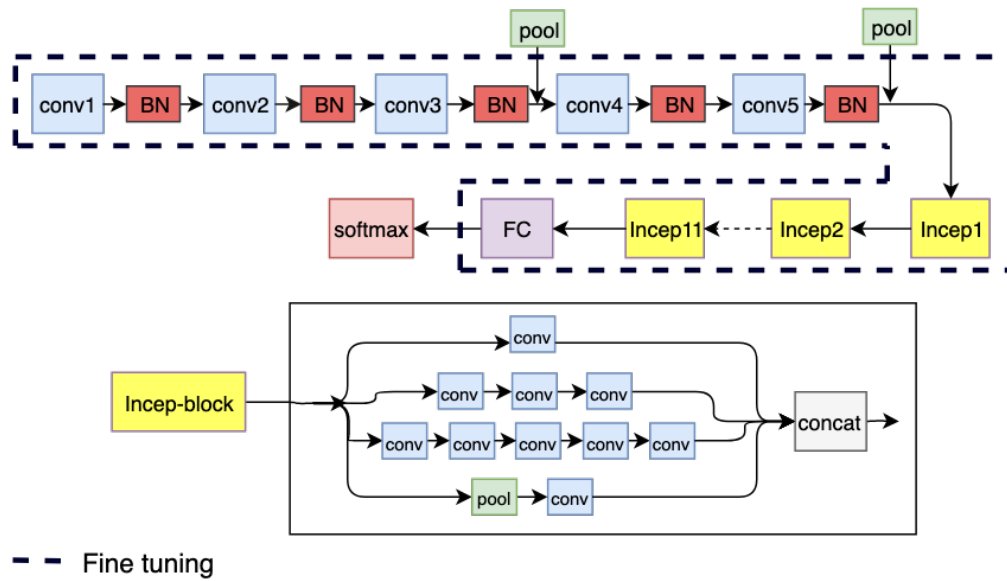 pool pool
conv1 BN conv2 BN conv3 BN conv4 BN conv5 BN
softmax FC Incep11 Incep2 Incep1
conv
Incep-block conv conv conv
concat
conv conv conv conv conv
pool conv
Fine tuning